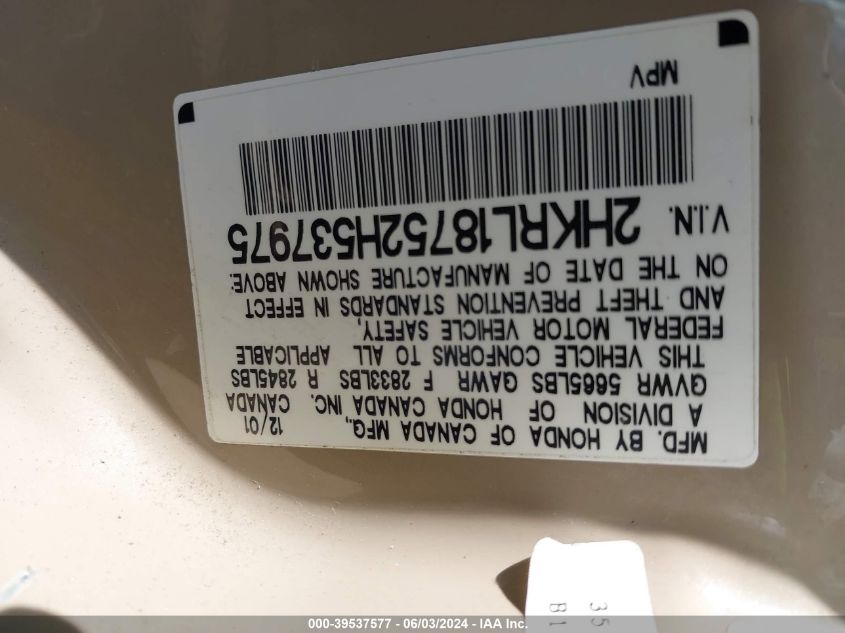 MFD. BY HONDA OF CANADA MFG., 12/01
A DIVISION OF HONDA CANADA INC. CANADA
GVWR 5665LBS GAWR F 2833LBS R 2845LBS
THIS VEHICLE CONFORMS TO ALL APPLICABLE
FEDERAL MOTOR VEHICLE SAFETY,
AND THEFT PREVENTION STANDARDS IN EFFECT
ON THE DATE OF MANUFACTURE SHOWN ABOVE.
V.I.N. 2HKRL18752H537975
MPV
35
B1
000-39537577 - 06/03/2024 - IAA Inc.